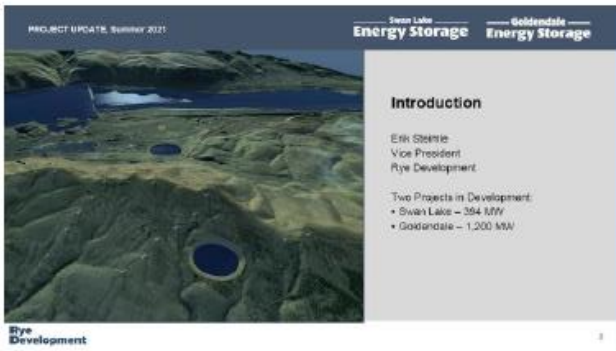 PROJECT UPDATE, Summer 2021
Swan Lake
Energy Storage
Goldendale
Energy Storage
Introduction
Erik Steimle
Vice President
Rye Development
Two Projects in Development:
• Swan Lake – 394 MW
• Goldendale – 1,200 MW
Rye
Development